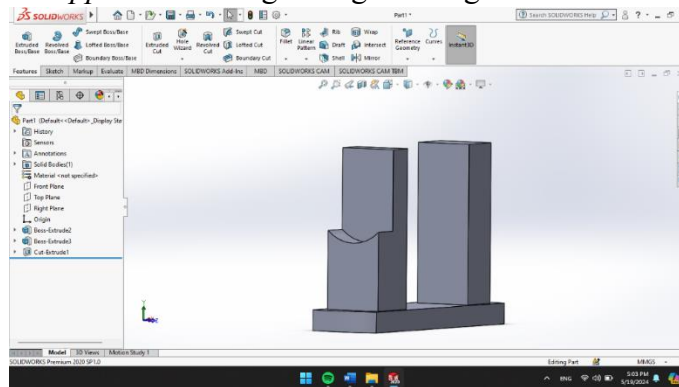 SOLIDWORKS
Part1 *
Search SOLIDWORKS Help
Extruded Boss/Base
Revolved Boss/Base
Swept Boss/Base
Lofted Boss/Base
Boundary Boss/Base
Extruded Cut
Hole Wizard
Revolved Cut
Swept Cut
Lofted Cut
Boundary Cut
Fillet
Linear Pattern
Rib
Draft
Shell
Wrap
Intersect
Mirror
Reference Geometry
Curves
Instant3D
Features Sketch Markup Evaluate MBD Dimensions SOLIDWORKS Add-Ins MBD SOLIDWORKS CAM SOLIDWORKS CAM TBM
Part1 (Default<<Default>_Display Ste
History
Sensors
Annotations
Solid Bodies(1)
Material <not specified>
Front Plane
Top Plane
Right Plane
Origin
Boss-Extrude2
Boss-Extrude3
Cut-Extrude1
Model 3D Views Motion Study 1
SOLIDWORKS Premium 2020 SP1.0
Editing Part
MMGS
ENG
5:03 PM
5/19/2024